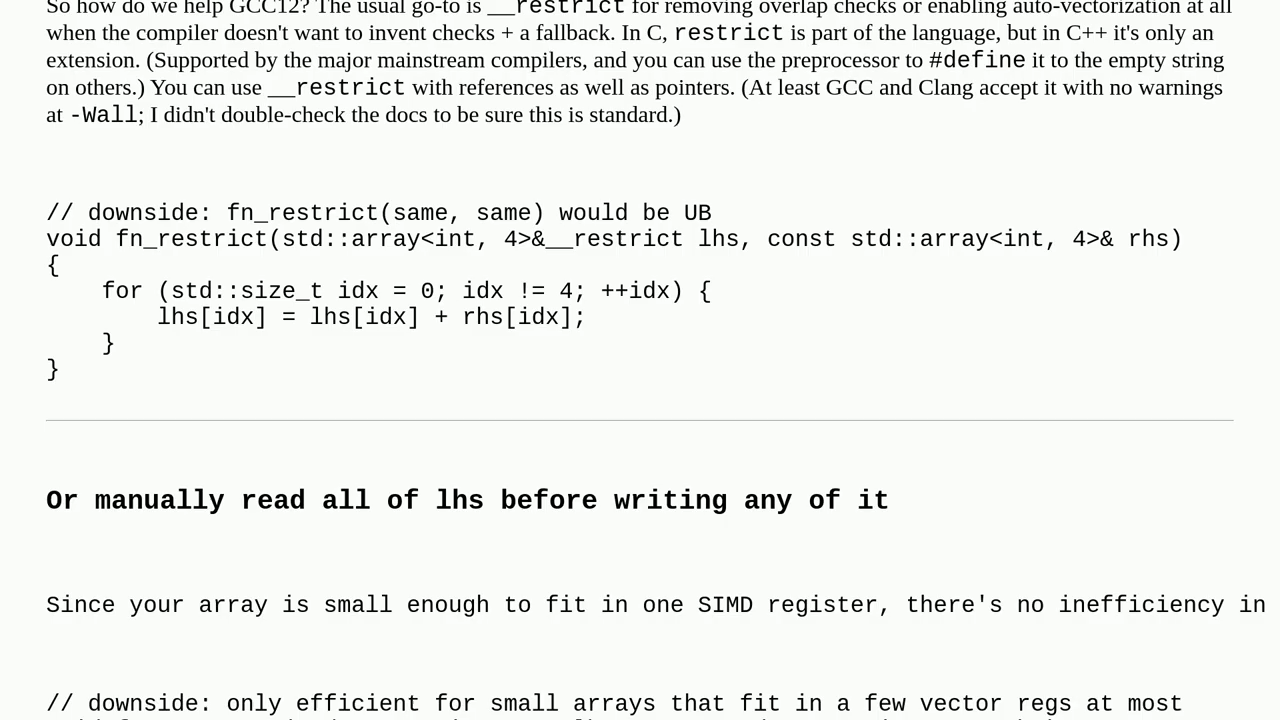 So how do we help GCC12? The usual go-to is __restrict for removing overlap checks or enabling auto-vectorization at all
when the compiler doesn't want to invent checks + a fallback. In C, restrict is part of the language, but in C++ it's only an
extension. (Supported by the major mainstream compilers, and you can use the preprocessor to #define it to the empty string
on others.) You can use __restrict with references as well as pointers. (At least GCC and Clang accept it with no warnings
at -Wall; I didn't double-check the docs to be sure this is standard.)
// downside: fn_restrict(same, same) would be UB
void fn_restrict(std::array<int, 4>&__restrict lhs, const std::array<int, 4>& rhs)
{
    for (std::size_t idx = 0; idx != 4; ++idx) {
        lhs[idx] = lhs[idx] + rhs[idx];
    }
}
Or manually read all of lhs before writing any of it
Since your array is small enough to fit in one SIMD register, there's no inefficiency in
// downside: only efficient for small arrays that fit in a few vector regs at most